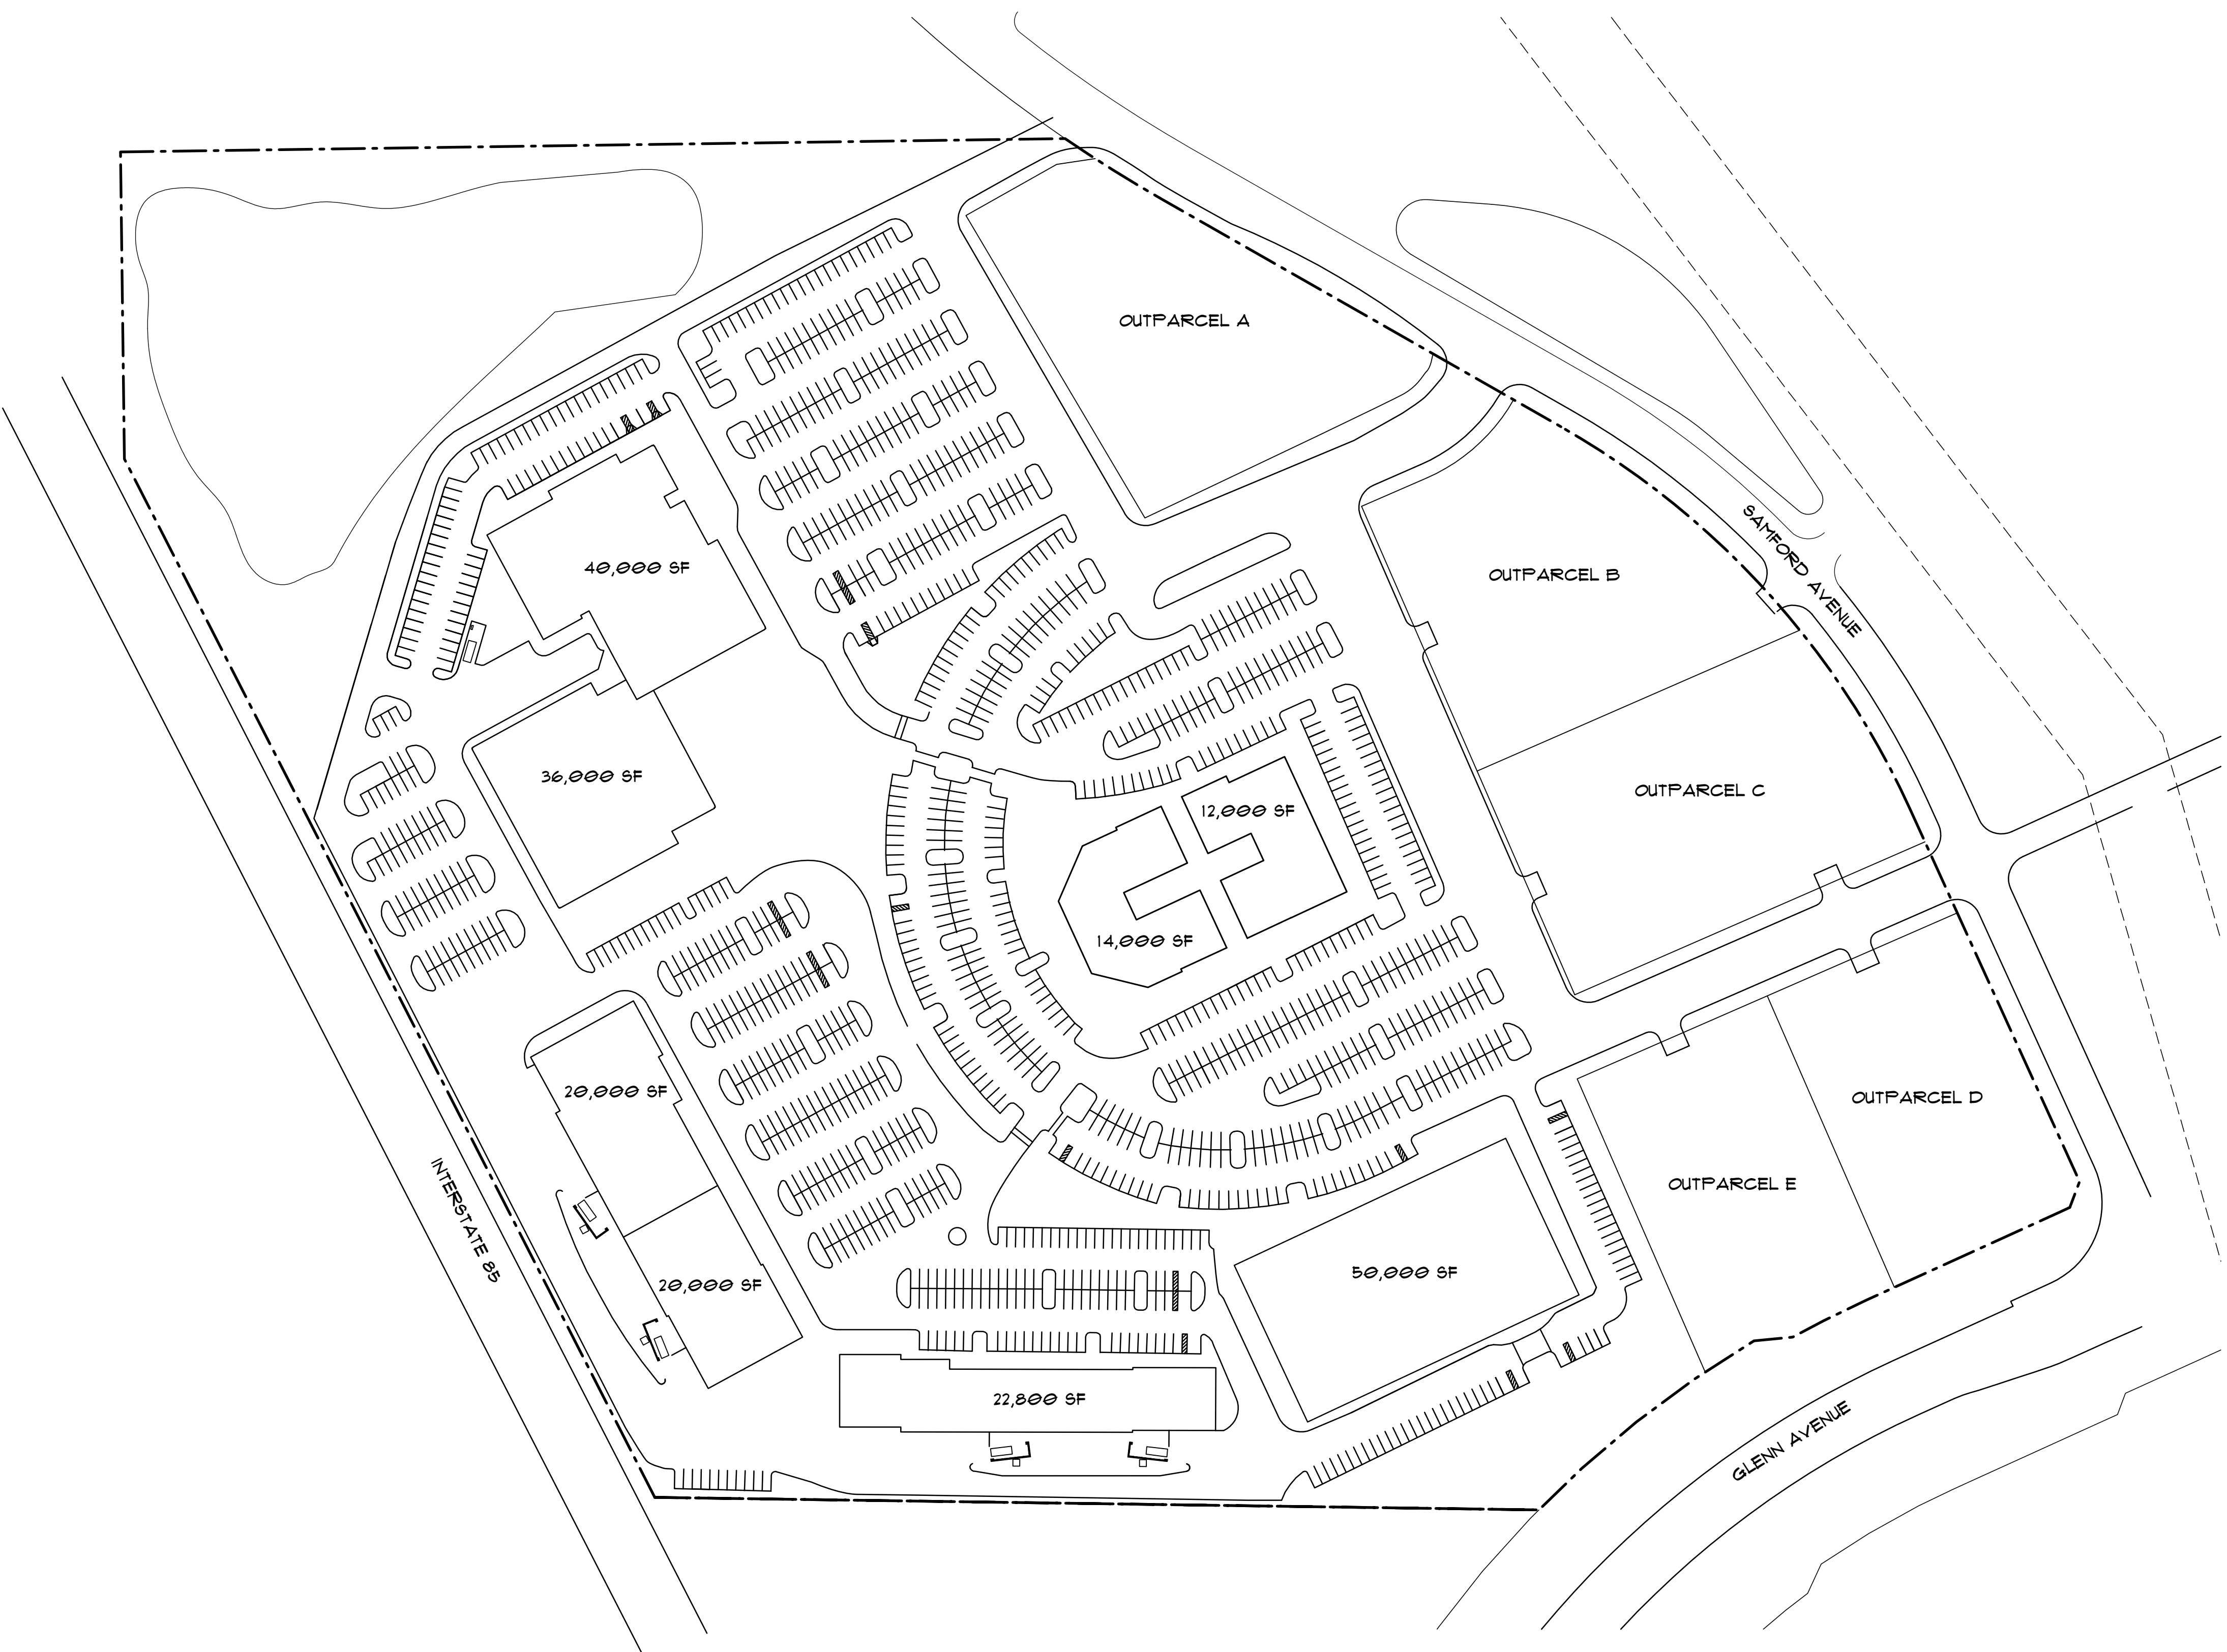 OUTPARCEL A
SAMFORD AVENUE
40,000 SF
OUTPARCEL B
36,000 SF
OUTPARCEL C
12,000 SF
14,000 SF
20,000 SF
OUTPARCEL D
OUTPARCEL E
INTERSTATE 85
20,000 SF
50,000 SF
22,800 SF
GLENN AVENUE